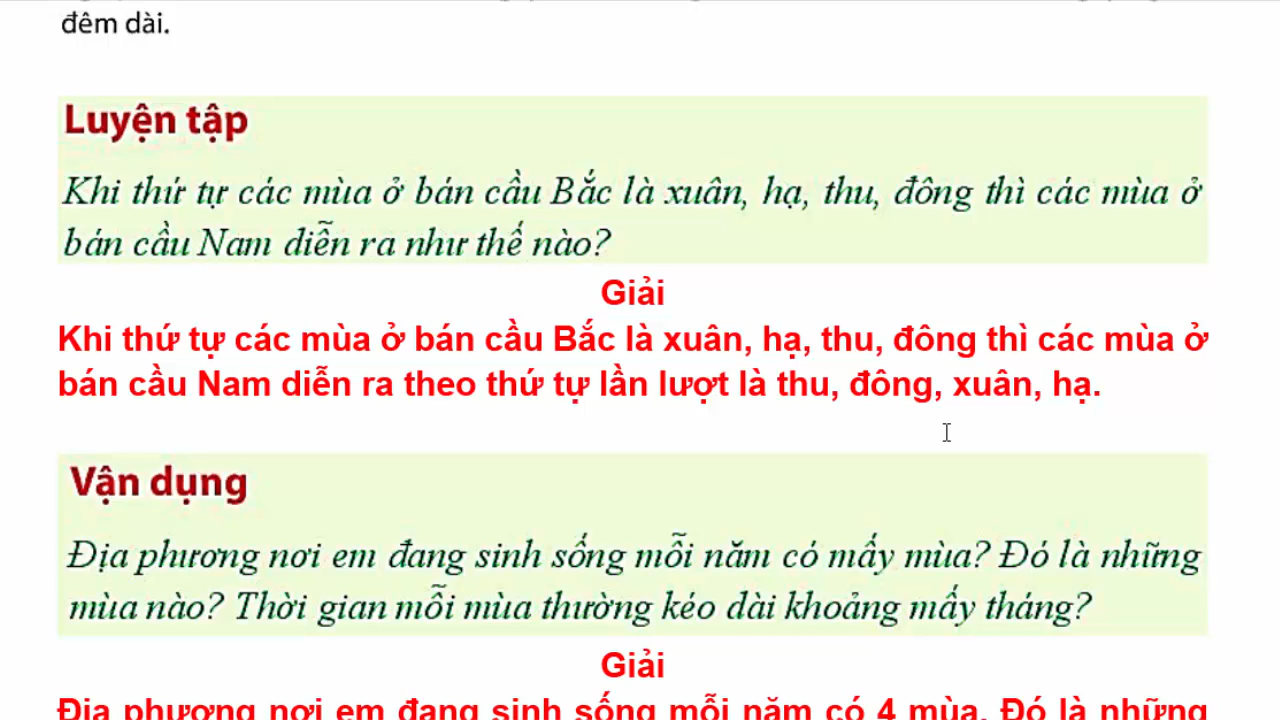 đêm dài.
Luyện tập
Khi thứ tự các mùa ở bán cầu Bắc là xuân, hạ, thu, đông thì các mùa ở
bán cầu Nam diễn ra như thế nào?
Giải
Khi thứ tự các mùa ở bán cầu Bắc là xuân, hạ, thu, đông thì các mùa ở
bán cầu Nam diễn ra theo thứ tự lần lượt là thu, đông, xuân, hạ.
Vận dụng
Địa phương nơi em đang sinh sống mỗi năm có mấy mùa? Đó là những
mùa nào? Thời gian mỗi mùa thường kéo dài khoảng mấy tháng?
Giải
Địa phương nơi em đang sinh sống mỗi năm có 4 mùa. Đó là những